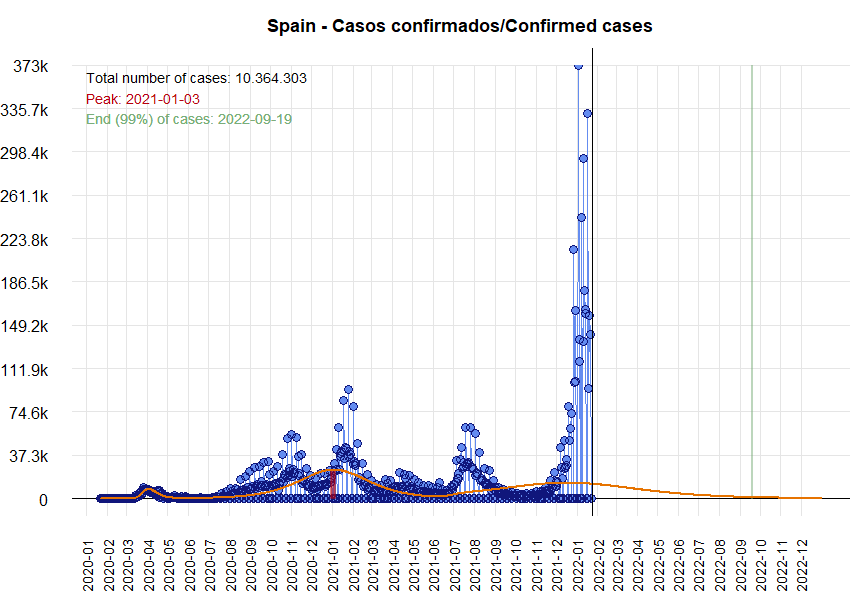 Spain - Casos confirmados/Confirmed cases
Total number of cases: 10.364.303
Peak: 2021-01-03
End (99%) of cases: 2022-09-19
373k
335.7k
298.4k
261.1k
223.8k
186.5k
149.2k
111.9k
74.6k
37.3k
0
2020-01
2020-02
2020-03
2020-04
2020-05
2020-06
2020-07
2020-08
2020-09
2020-10
2020-11
2020-12
2021-01
2021-02
2021-03
2021-04
2021-05
2021-06
2021-07
2021-08
2021-09
2021-10
2021-11
2021-12
2022-01
2022-02
2022-03
2022-04
2022-05
2022-06
2022-07
2022-08
2022-09
2022-10
2022-11
2022-12